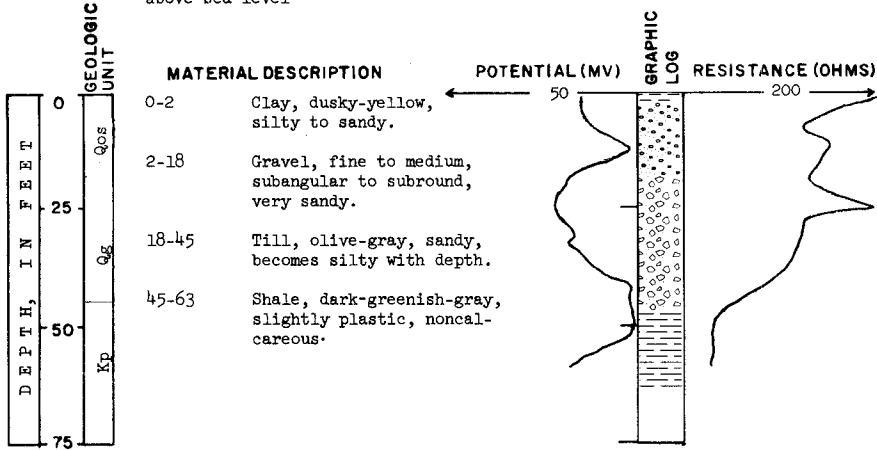 GEOLOGIC
UNIT
MATERIAL DESCRIPTION
POTENTIAL (MV)
GRAPHIC
LOG
RESISTANCE (OHMS)
50
200
DEPTH, IN FEET
0
25
50
75
Qos
Qg
Kp
0-2 Clay, dusky-yellow,
silty to sandy.
2-18 Gravel, fine to medium,
subangular to subround,
very sandy.
18-45 Till, olive-gray, sandy,
becomes silty with depth.
45-63 Shale, dark-greenish-gray,
slightly plastic, noncal-
careous.